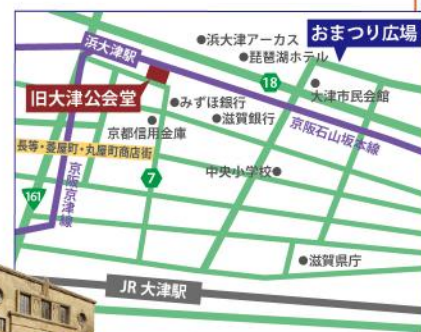 おまつり広場
●浜大津アーカス
浜大津駅
●琵琶湖ホテル
18
大津市民会館
旧大津公会堂
●みずほ銀行
●滋賀銀行
京都信用金庫
京阪石山坂本線
長等・菱屋町・丸屋町商店街
中央小学校●
7
京阪京津線
161
●滋賀県庁
JR 大津駅